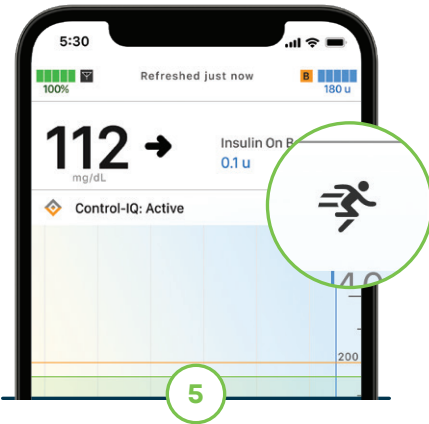 5:30
Refreshed just now
B
100%
180 u
112
mg/dL
Insulin On B
0.1 u
Control-IQ: Active
200
5